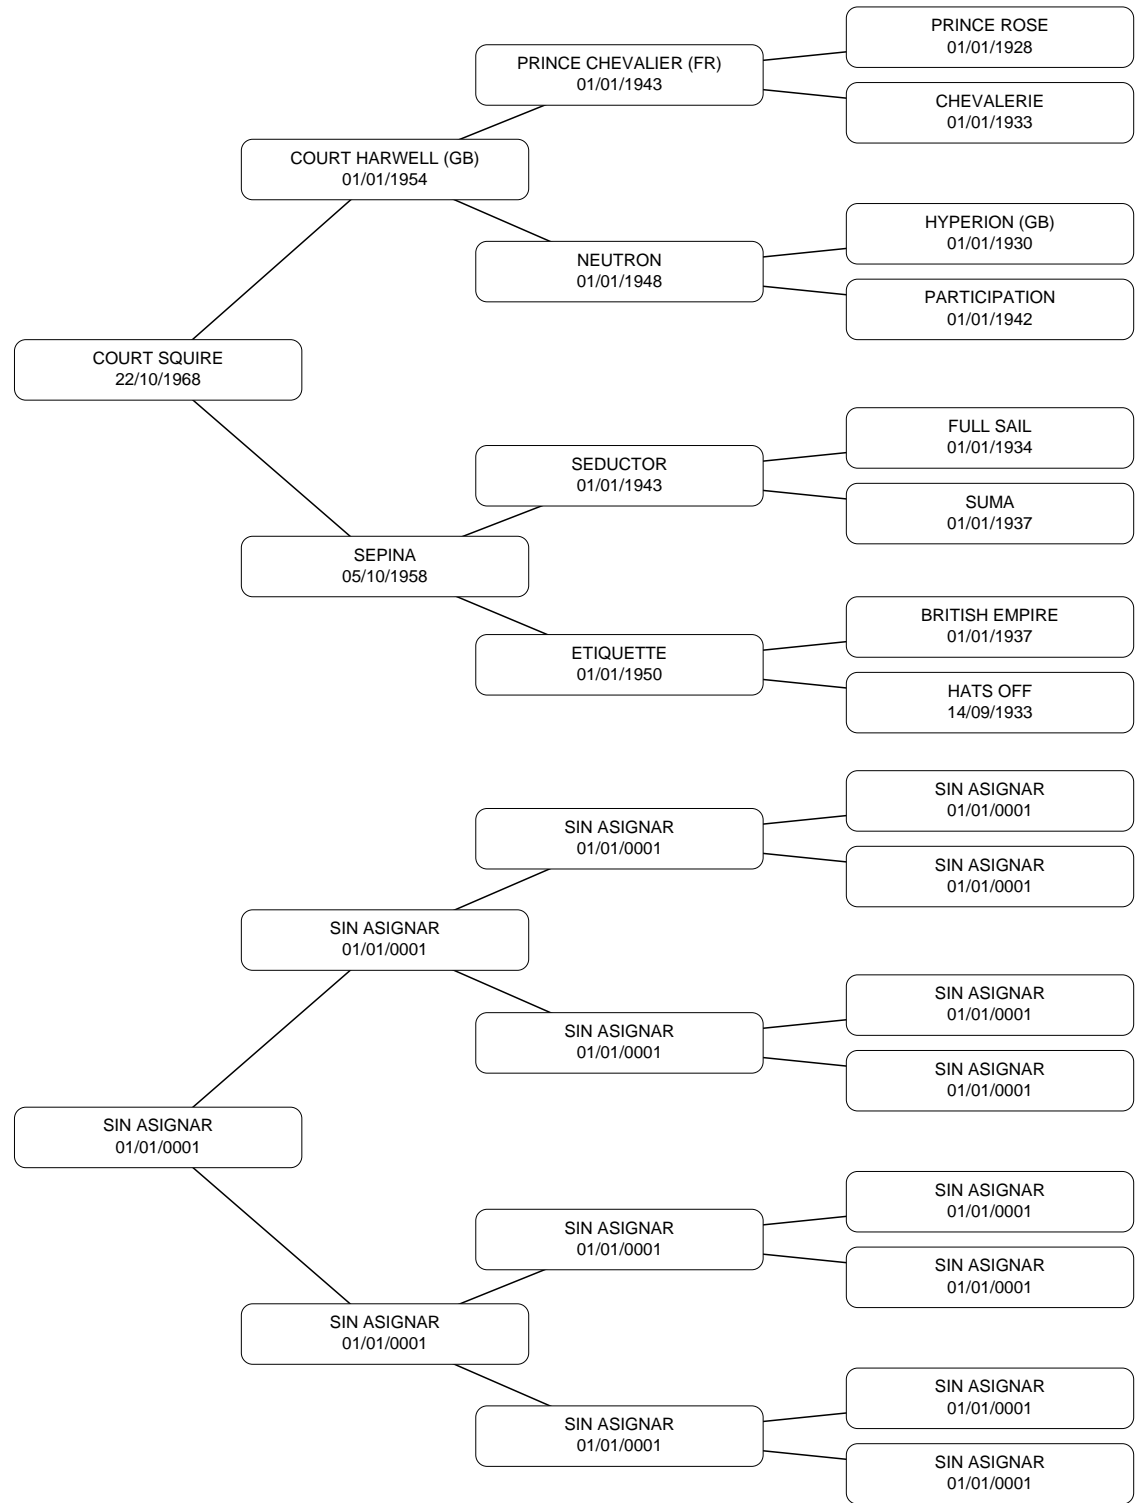 PRINCE ROSE
01/01/1928
PRINCE CHEVALIER (FR)
01/01/1943
CHEVALERIE
01/01/1933
COURT HARWELL (GB)
01/01/1954
HYPERION (GB)
01/01/1930
NEUTRON
01/01/1948
PARTICIPATION
01/01/1942
COURT SQUIRE
22/10/1968
FULL SAIL
01/01/1934
SEDUCTOR
01/01/1943
SUMA
01/01/1937
SEPINA
05/10/1958
BRITISH EMPIRE
01/01/1937
ETIQUETTE
01/01/1950
HATS OFF
14/09/1933
SIN ASIGNAR
01/01/0001
SIN ASIGNAR
01/01/0001
SIN ASIGNAR
01/01/0001
SIN ASIGNAR
01/01/0001
SIN ASIGNAR
01/01/0001
SIN ASIGNAR
01/01/0001
SIN ASIGNAR
01/01/0001
SIN ASIGNAR
01/01/0001
SIN ASIGNAR
01/01/0001
SIN ASIGNAR
01/01/0001
SIN ASIGNAR
01/01/0001
SIN ASIGNAR
01/01/0001
SIN ASIGNAR
01/01/0001
SIN ASIGNAR
01/01/0001
SIN ASIGNAR
01/01/0001